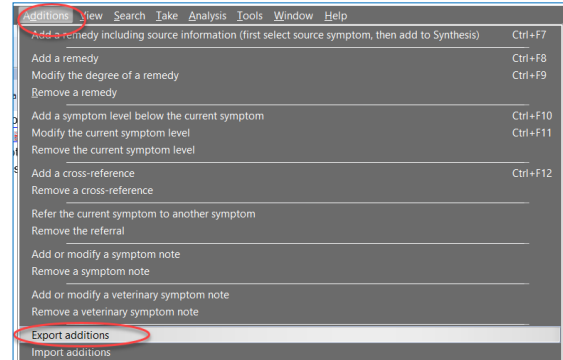 Additions View Search Take Analysis Tools Window Help
Add a remedy including source information (first select source symptom, then add to Synthesis) Ctrl+F7
Add a remedy Ctrl+F8
Modify the degree of a remedy Ctrl+F9
Remove a remedy
Add a symptom level below the current symptom Ctrl+F10
Modify the current symptom level Ctrl+F11
Remove the current symptom level
Add a cross-reference Ctrl+F12
Remove a cross-reference
Refer the current symptom to another symptom
Remove the referral
Add or modify a symptom note
Remove a symptom note
Add or modify a veterinary symptom note
Remove a veterinary symptom note
Export additions
Import additions